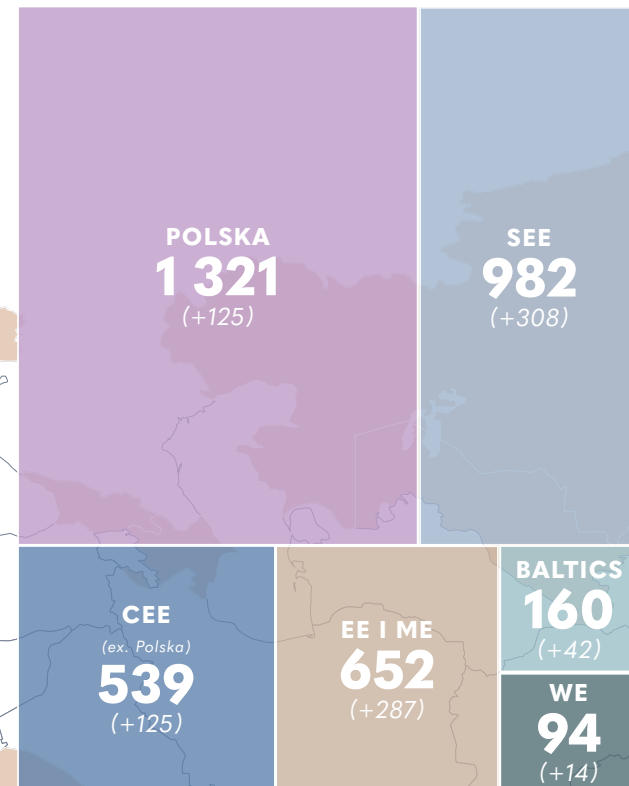 POLSKA
1 321
(+125)
SEE
982
(+308)
CEE
(ex. Polska)
539
(+125)
EE I ME
652
(+287)
BALTICS
160
(+42)
WE
94
(+14)